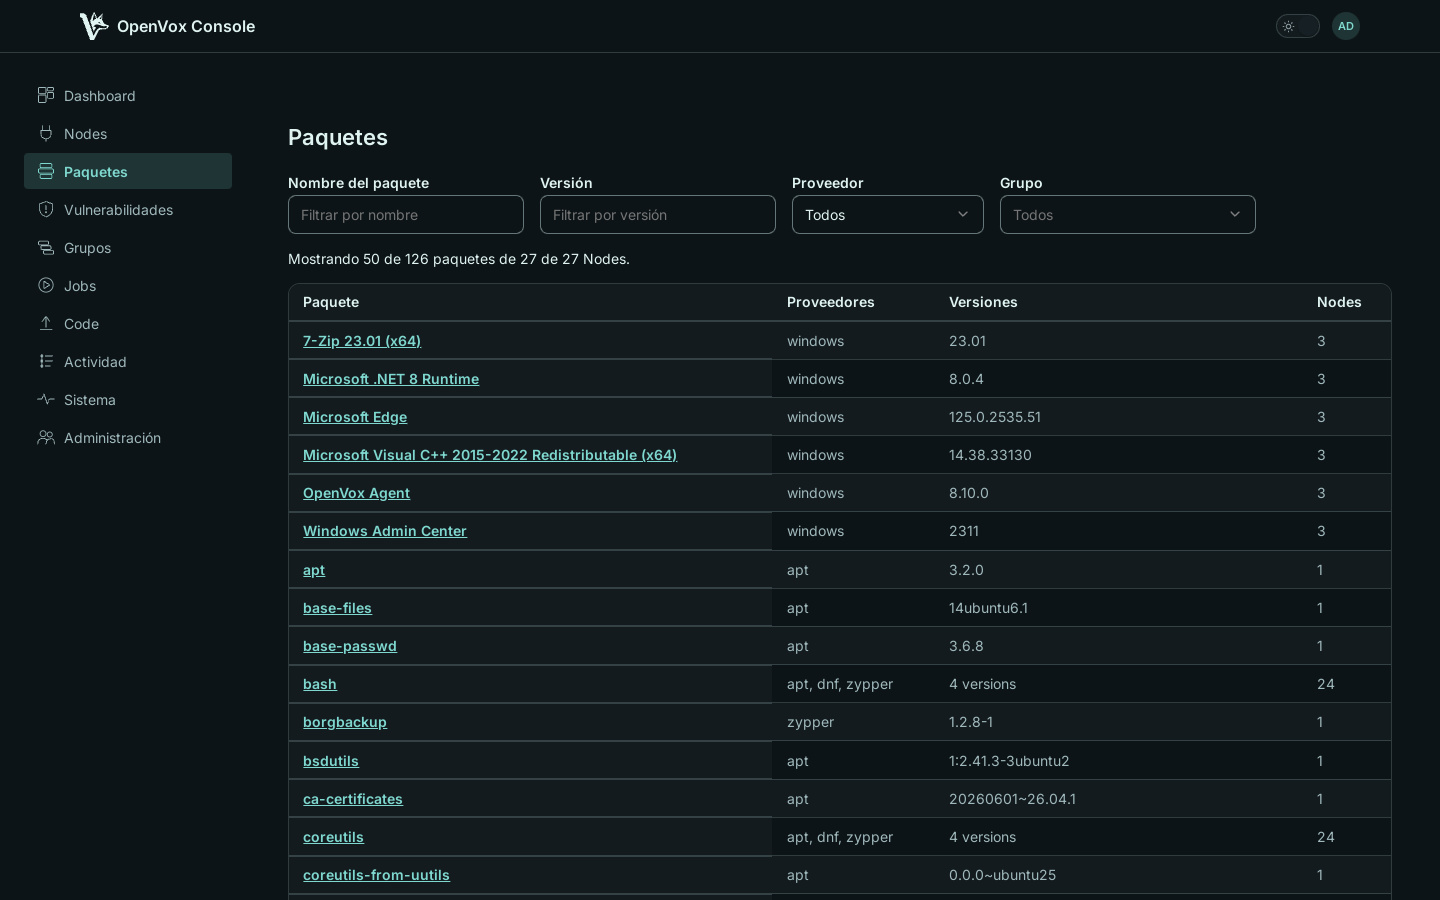 OpenVox Console
AD
Dashboard
Nodes
Paquetes
Vulnerabilidades
Grupos
Jobs
Code
Actividad
Sistema
Administración
Paquetes
Nombre del paquete Versión Proveedor Grupo
Filtrar por nombre Filtrar por versión Todos Todos
Mostrando 50 de 126 paquetes de 27 de 27 Nodes.
Paquete Proveedores Versiones Nodes
7-Zip 23.01 (x64) windows 23.01 3
Microsoft .NET 8 Runtime windows 8.0.4 3
Microsoft Edge windows 125.0.2535.51 3
Microsoft Visual C++ 2015-2022 Redistributable (x64) windows 14.38.33130 3
OpenVox Agent windows 8.10.0 3
Windows Admin Center windows 2311 3
apt apt 3.2.0 1
base-files apt 14ubuntu6.1 1
base-passwd apt 3.6.8 1
bash apt, dnf, zypper 4 versions 24
borgbackup zypper 1.2.8-1 1
bsdutils apt 1:2.41.3-3ubuntu2 1
ca-certificates apt 20260601~26.04.1 1
coreutils apt, dnf, zypper 4 versions 24
coreutils-from-uutils apt 0.0.0~ubuntu25 1